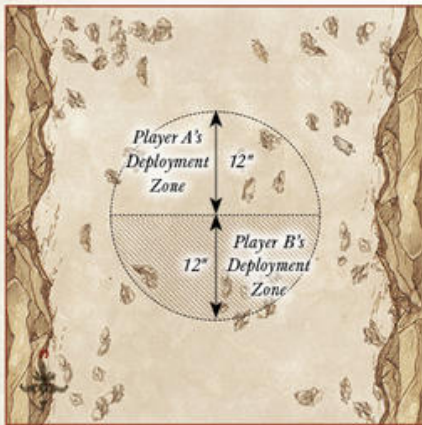 Player A's
Deployment
Zone
12"
12"
Player B's
Deployment
Zone